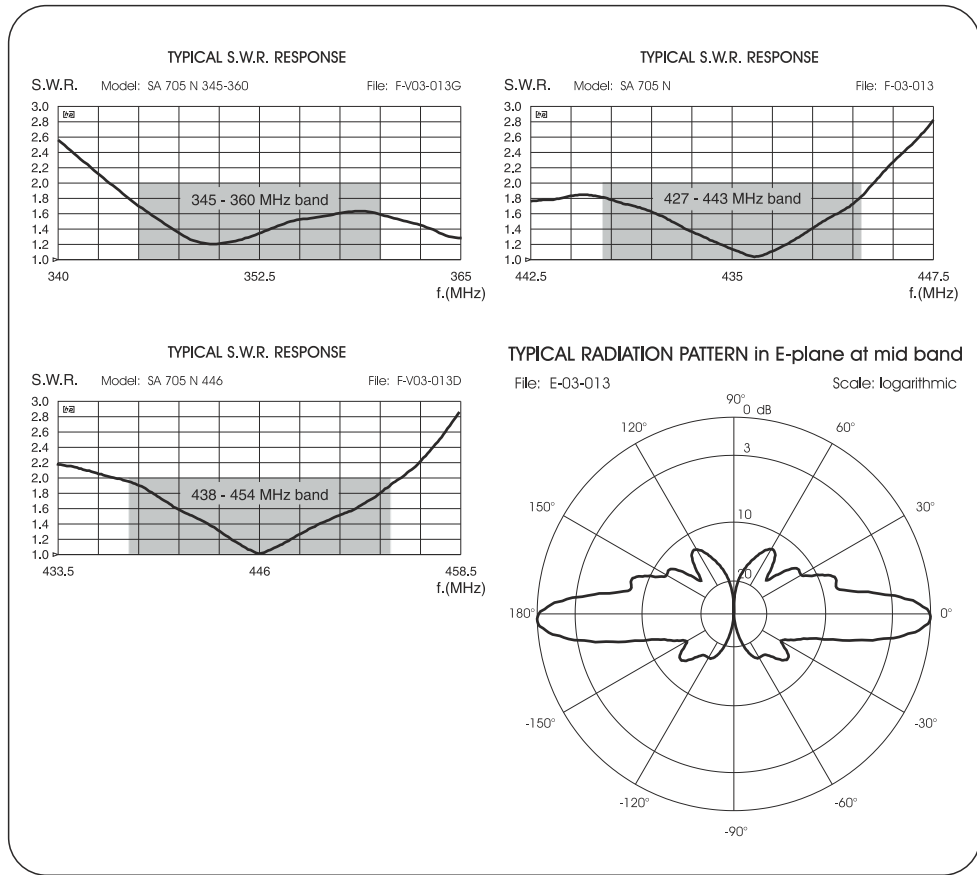 TYPICAL S.W.R. RESPONSE
S.W.R. Model: SA 705 N 345-360 File: F-V03-013G
3.0
2.8
2.6
2.4
2.2
2.0
1.8
1.6
1.4
1.2
1.0
345 - 360 MHz band
340 352.5 365
f.(MHz)
TYPICAL S.W.R. RESPONSE
S.W.R. Model: SA 705 N File: F-03-013
3.0
2.8
2.6
2.4
2.2
2.0
1.8
1.6
1.4
1.2
1.0
427 - 443 MHz band
442.5 435 447.5
f.(MHz)
TYPICAL S.W.R. RESPONSE
S.W.R. Model: SA 705 N 446 File: F-V03-013D
3.0
2.8
2.6
2.4
2.2
2.0
1.8
1.6
1.4
1.2
1.0
438 - 454 MHz band
433.5 446 458.5
f.(MHz)
TYPICAL RADIATION PATTERN in E-plane at mid band
File: E-03-013 Scale: logarithmic
90°
0 dB
120° 60°
3
150° 10 30°
20
180° 0°
-150° -30°
-120° -60°
-90°